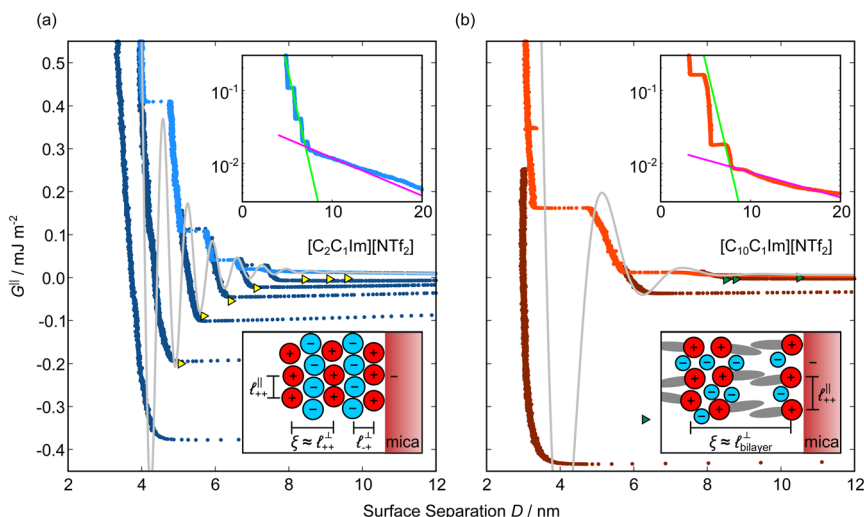 (a)
(b)
G|| / mJ m⁻²
0.5
0.4
0.3
0.2
0.1
0.0
-0.1
-0.2
-0.3
-0.4
10⁻¹
10⁻²
0
10
20
[C₂C₁Im][NTf₂]
ℓ||₊₊
ξ ≈ ℓ⊥₊₊
ℓ⊥₋₊
mica
2
4
6
8
10
12
10⁻¹
10⁻²
0
10
20
[C₁₀C₁Im][NTf₂]
ℓ||₊₊
ξ ≈ ℓ⊥bilayer
mica
2
4
6
8
10
12
Surface Separation D / nm